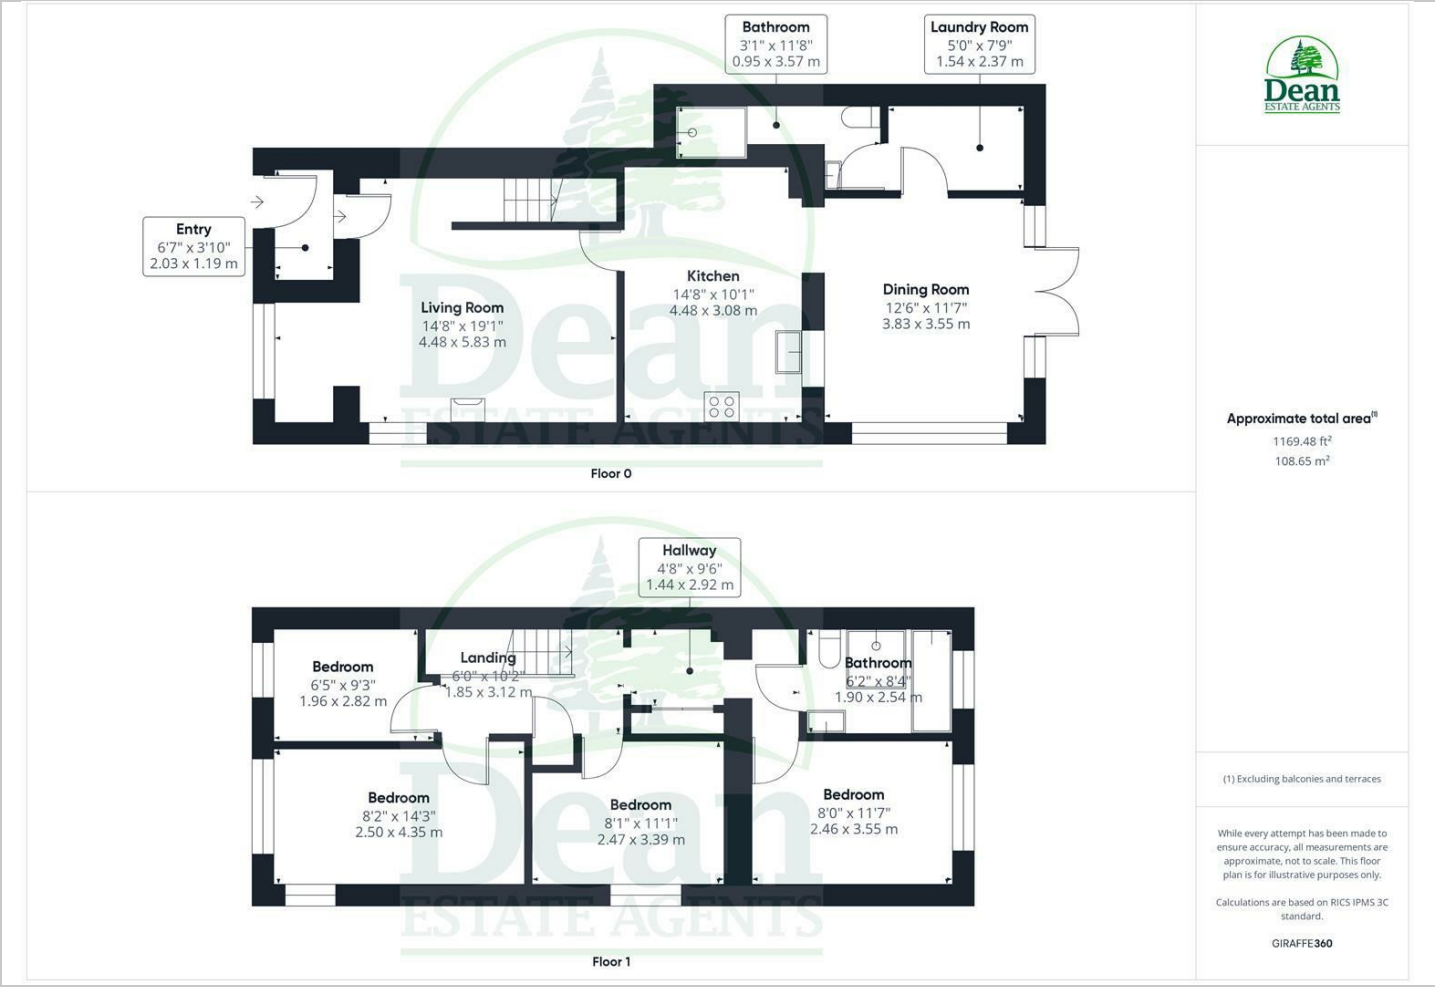 Bathroom
3'1" x 11'8"
0.95 x 3.57 m
Laundry Room
5'0" x 7'9"
1.54 x 2.37 m
Entry
6'7" x 3'10"
2.03 x 1.19 m
Living Room
14'8" x 19'1"
4.48 x 5.83 m
Kitchen
14'8" x 10'1"
4.48 x 3.08 m
Dining Room
12'6" x 11'7"
3.83 x 3.55 m
Dean
ESTATE AGENTS
Floor 0
Hallway
4'8" x 9'6"
1.44 x 2.92 m
Bedroom
6'5" x 9'3"
1.96 x 2.82 m
Landing
6'0" x 10'2"
1.85 x 3.12 m
Bathroom
6'2" x 8'4"
1.90 x 2.54 m
Bedroom
8'2" x 14'3"
2.50 x 4.35 m
Bedroom
8'1" x 11'1"
2.47 x 3.39 m
Bedroom
8'0" x 11'7"
2.46 x 3.55 m
Dean
ESTATE AGENTS
Floor 1
Dean
ESTATE AGENTS
Approximate total area⁽¹⁾
1169.48 ft²
108.65 m²
(1) Excluding balconies and terraces
While every attempt has been made to
ensure accuracy, all measurements are
approximate, not to scale. This floor
plan is for illustrative purposes only.
Calculations are based on RICS IPMS 3C
standard.
GIRAFFE360